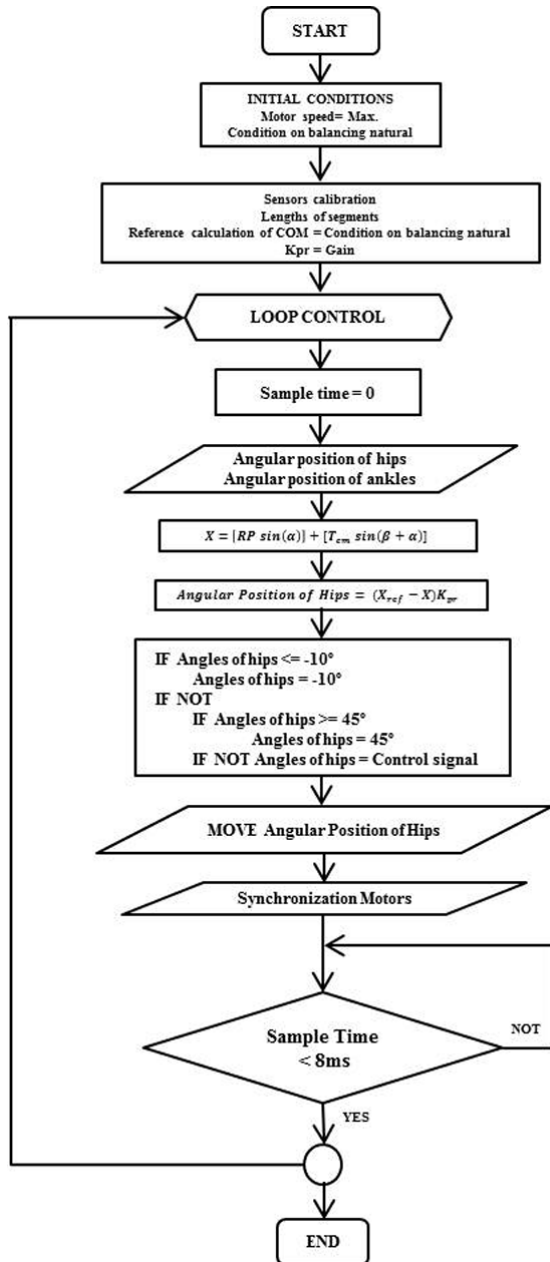 START
INITIAL CONDITIONS
Motor speed= Max.
Condition on balancing natural
Sensors calibration
Lengths of segments
Reference calculation of COM = Condition on balancing natural
Kpr = Gain
LOOP CONTROL
Sample time = 0
Angular position of hips
Angular position of ankles
X = [RP sin(α)] + [T_cm sin(β + α)]
Angular Position of Hips = (X_ref − X)K_pr
IF Angles of hips <= -10°
Angles of hips = -10°
IF NOT
IF Angles of hips >= 45°
Angles of hips = 45°
IF NOT Angles of hips = Control signal
MOVE Angular Position of Hips
Synchronization Motors
Sample Time
< 8ms
NOT
YES
END